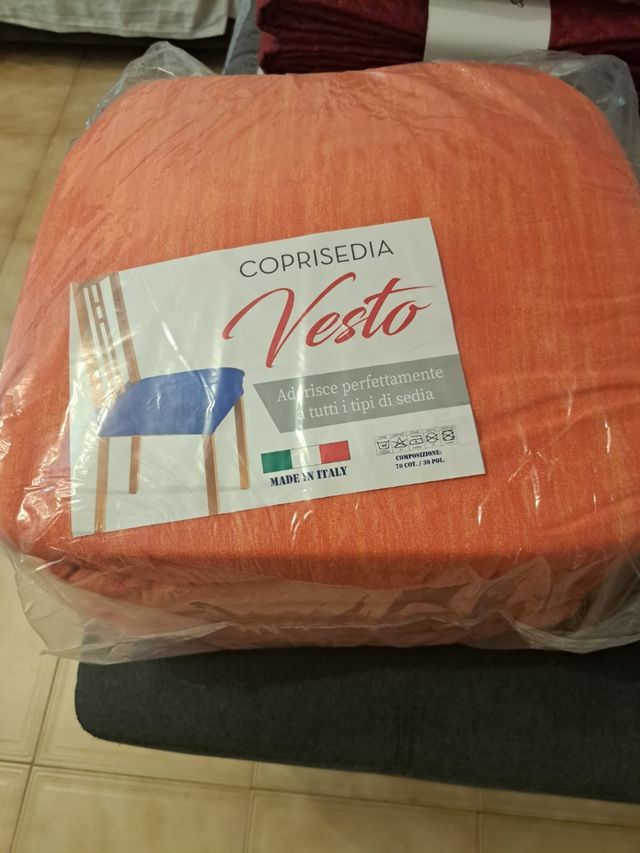 COPRISEDIA
Vesto
Aderisce perfettamente
a tutti i tipi di sedia
MADE IN ITALY
COMPOSIZIONE:
70 COT. / 30 POL.